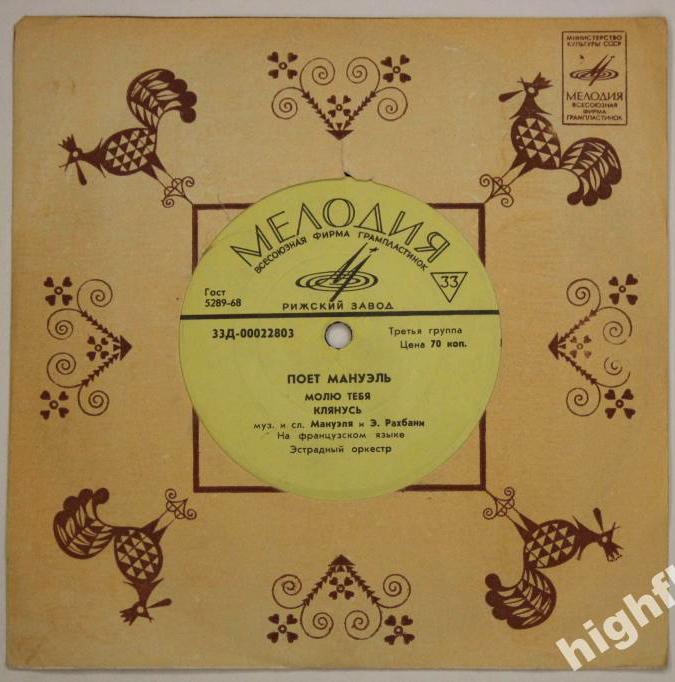 МИНИСТЕРСТВО
КУЛЬТУРЫ СССР
МЕЛОДИЯ
ВСЕСОЮЗНАЯ
ФИРМА
ГРАМПЛАСТИНОК
МЕЛОДИЯ
ВСЕСОЮЗНАЯ ФИРМА ГРАМПЛАСТИНОК
33
Гост
5289-68
РИЖСКИЙ ЗАВОД
33Д-00022803
Третья группа
Цена 70 коп.
ПОЕТ МАНУЭЛЬ
МОЛЮ ТЕБЯ
КЛЯНУСЬ
муз. и сл. Мануэля и Э. Рахбани
На французском языке
Эстрадный оркестр